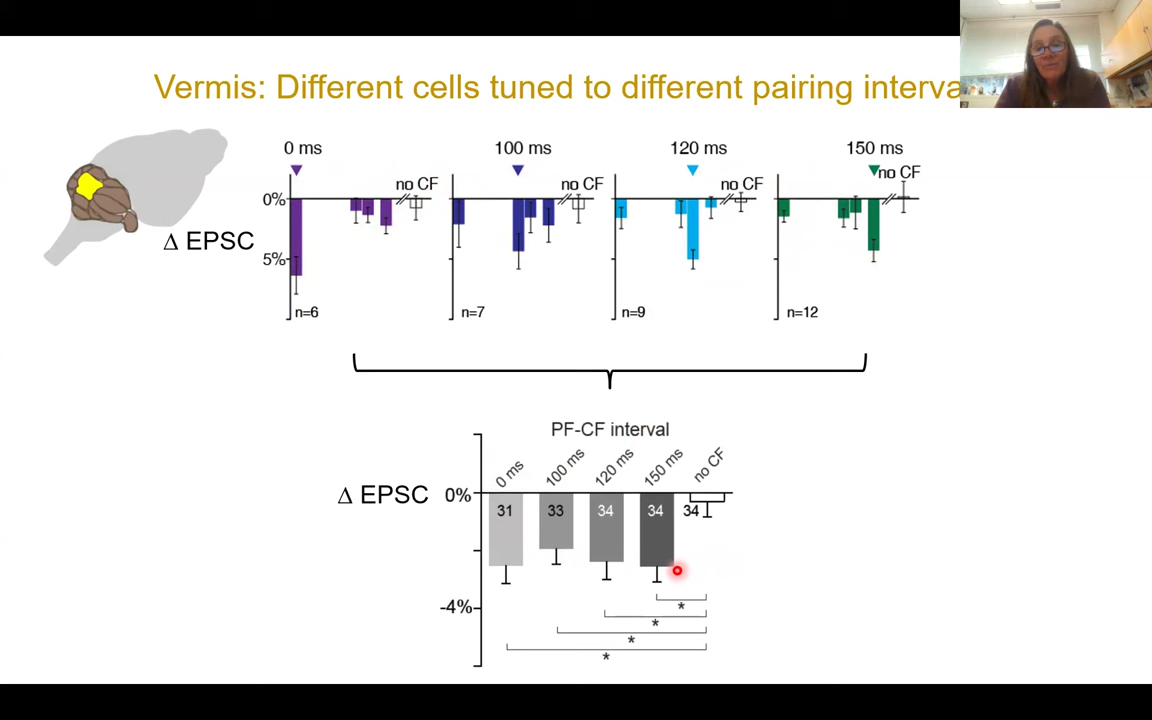 Vermis: Different cells tuned to different pairing interva
0 ms
100 ms
120 ms
150 ms
no CF
no CF
no CF
no CF
0%
Δ EPSC
5%
n=6
n=7
n=9
n=12
PF-CF interval
0 ms
100 ms
120 ms
150 ms
no CF
Δ EPSC
0%
31
33
34
34
34
-4%
*
*
*
*